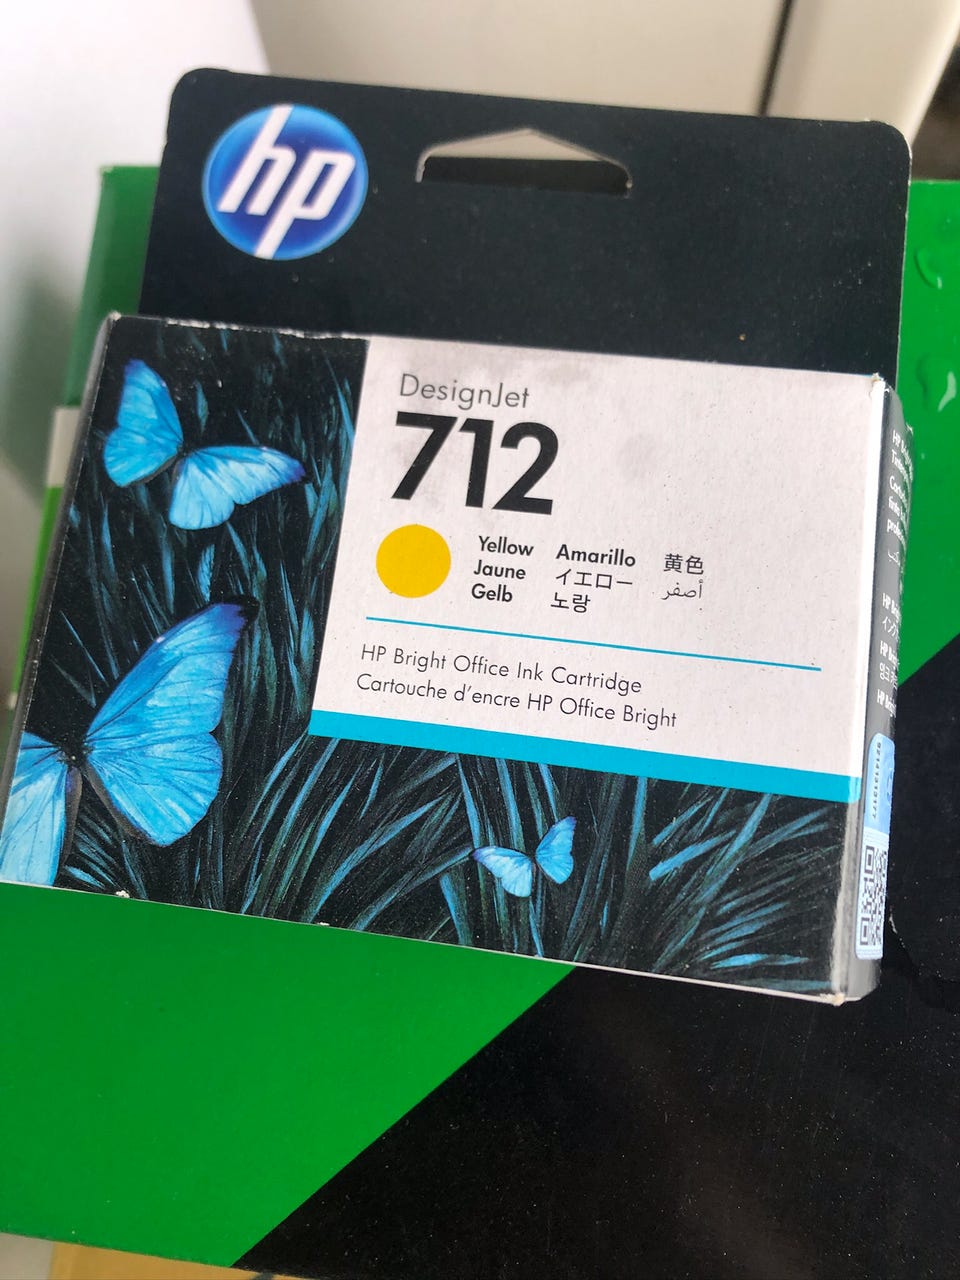 hp
DesignJet
712
Yellow Amarillo 黄色
Jaune イエロー أصفر
Gelb 노랑
HP Bright Office Ink Cartridge
Cartouche d'encre HP Office Bright